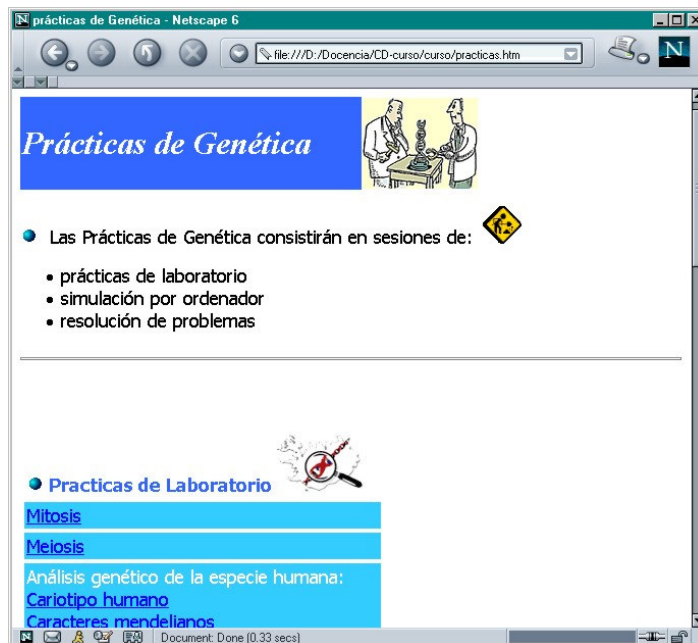 prácticas de Genética - Netscape 6
file:///D:/Docencia/CD-curso/curso/practicas.htm
N
Prácticas de Genética
Las Prácticas de Genética consistirán en sesiones de:
prácticas de laboratorio
simulación por ordenador
resolución de problemas
Practicas de Laboratorio
Mitosis
Meiosis
Análisis genético de la especie humana:
Cariotipo humano
Caracteres mendelianos
Document: Done (0.33 secs)